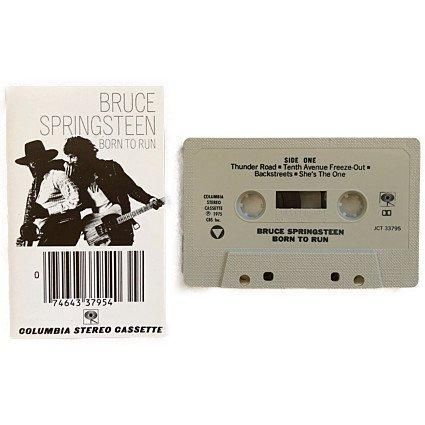 BRUCE
SPRINGSTEEN
BORN TO RUN
0
74643 37954
COLUMBIA STEREO CASSETTE
SIDE ONE
Thunder Road • Tenth Avenue Freeze-Out •
Backstreets • She's The One
COLUMBIA
STEREO
CASSETTE
℗ 1975
CBS Inc.
BRUCE SPRINGSTEEN
BORN TO RUN
JCT 33795